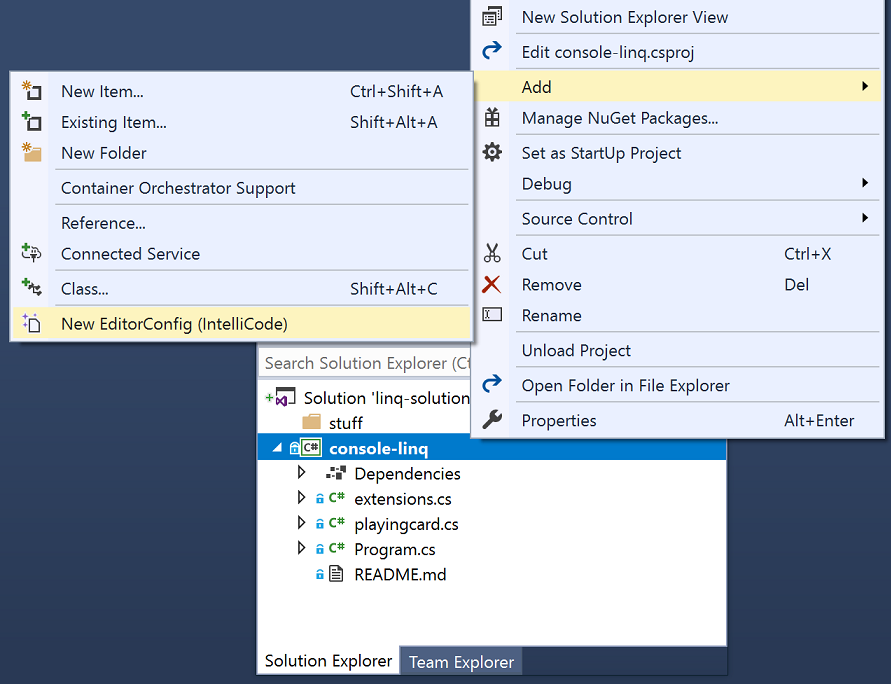 New Solution Explorer View
Edit console-linq.csproj
Add
Manage NuGet Packages...
Set as StartUp Project
Debug
Source Control
Cut Ctrl+X
Remove Del
Rename
Unload Project
Open Folder in File Explorer
Properties Alt+Enter
New Item... Ctrl+Shift+A
Existing Item... Shift+Alt+A
New Folder
Container Orchestrator Support
Reference...
Connected Service
Class... Shift+Alt+C
New EditorConfig (IntelliCode)
Search Solution Explorer (Ct
Solution 'linq-solution
stuff
C# console-linq
Dependencies
C# extensions.cs
C# playingcard.cs
C# Program.cs
README.md
Solution Explorer Team Explorer